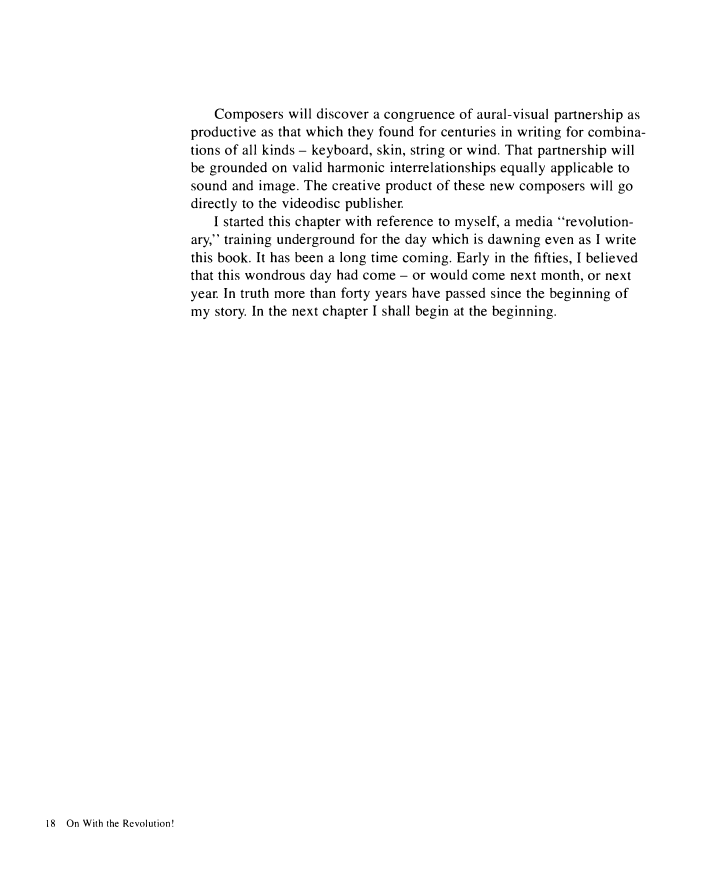 Composers will discover a congruence of aural-visual partnership as
productive as that which they found for centuries in writing for combina-
tions of all kinds – keyboard, skin, string or wind. That partnership will
be grounded on valid harmonic interrelationships equally applicable to
sound and image. The creative product of these new composers will go
directly to the videodisc publisher.
I started this chapter with reference to myself, a media “revolution-
ary,” training underground for the day which is dawning even as I write
this book. It has been a long time coming. Early in the fifties, I believed
that this wondrous day had come – or would come next month, or next
year. In truth more than forty years have passed since the beginning of
my story. In the next chapter I shall begin at the beginning.
18 On With the Revolution!